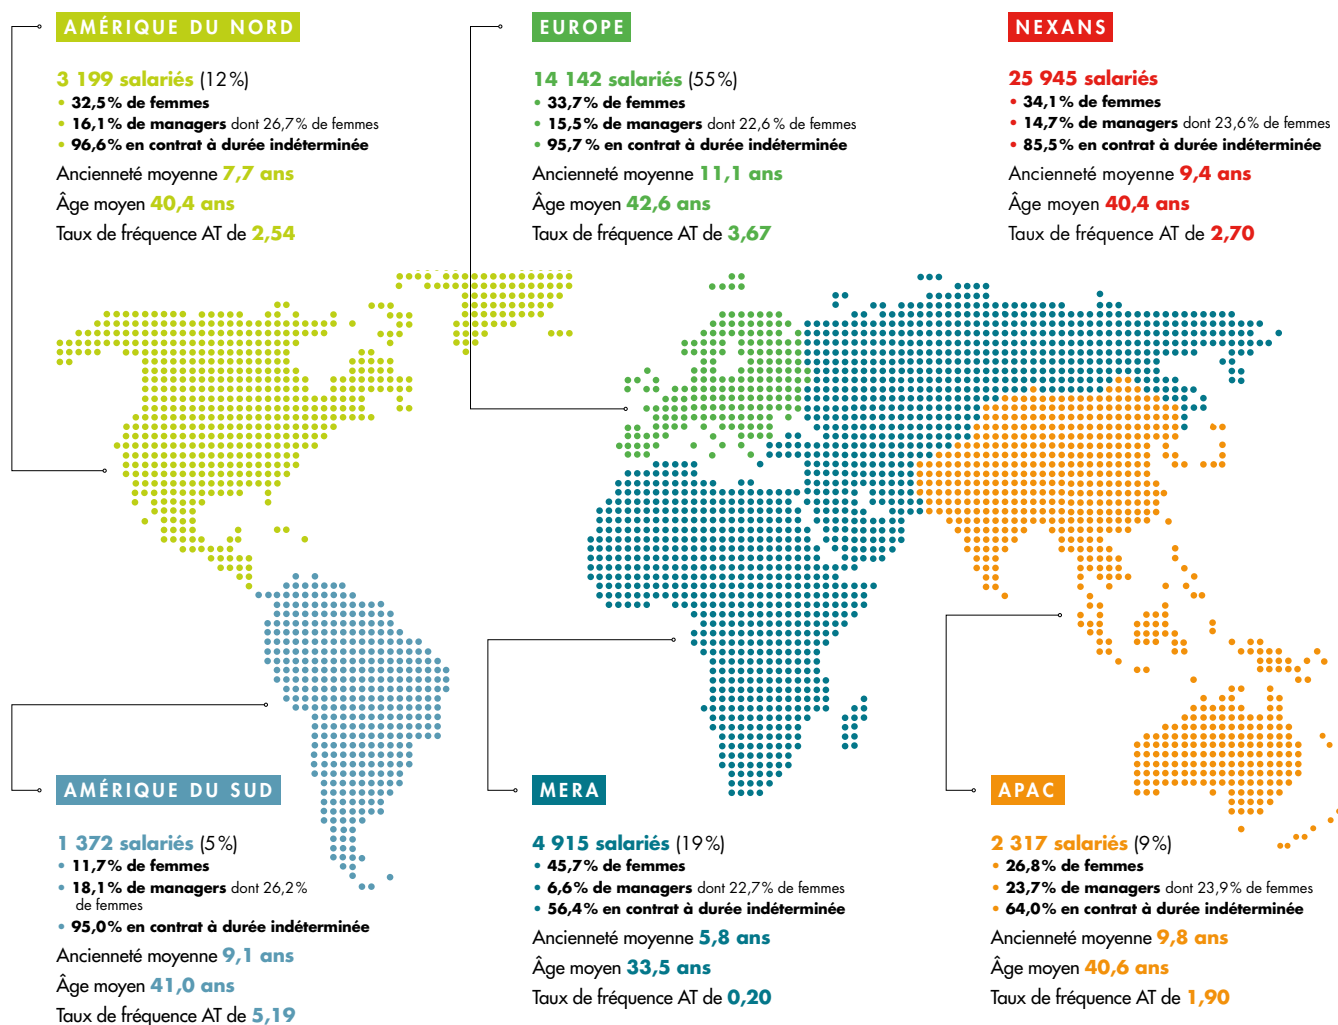 AMÉRIQUE DU NORD
3 199 salariés (12 %)
• 32,5 % de femmes
• 16,1 % de managers dont 26,7 % de femmes
• 96,6 % en contrat à durée indéterminée
Ancienneté moyenne 7,7 ans
Âge moyen 40,4 ans
Taux de fréquence AT de 2,54
EUROPE
14 142 salariés (55 %)
• 33,7 % de femmes
• 15,5 % de managers dont 22,6 % de femmes
• 95,7 % en contrat à durée indéterminée
Ancienneté moyenne 11,1 ans
Âge moyen 42,6 ans
Taux de fréquence AT de 3,67
NEXANS
25 945 salariés
• 34,1 % de femmes
• 14,7 % de managers dont 23,6 % de femmes
• 85,5 % en contrat à durée indéterminée
Ancienneté moyenne 9,4 ans
Âge moyen 40,4 ans
Taux de fréquence AT de 2,70
AMÉRIQUE DU SUD
1 372 salariés (5 %)
• 11,7 % de femmes
• 18,1 % de managers dont 26,2 %
de femmes
• 95,0 % en contrat à durée indéterminée
Ancienneté moyenne 9,1 ans
Âge moyen 41,0 ans
Taux de fréquence AT de 5,19
MERA
4 915 salariés (19 %)
• 45,7 % de femmes
• 6,6 % de managers dont 22,7 % de femmes
• 56,4 % en contrat à durée indéterminée
Ancienneté moyenne 5,8 ans
Âge moyen 33,5 ans
Taux de fréquence AT de 0,20
APAC
2 317 salariés (9 %)
• 26,8 % de femmes
• 23,7 % de managers dont 23,9 % de femmes
• 64,0 % en contrat à durée indéterminée
Ancienneté moyenne 9,8 ans
Âge moyen 40,6 ans
Taux de fréquence AT de 1,90